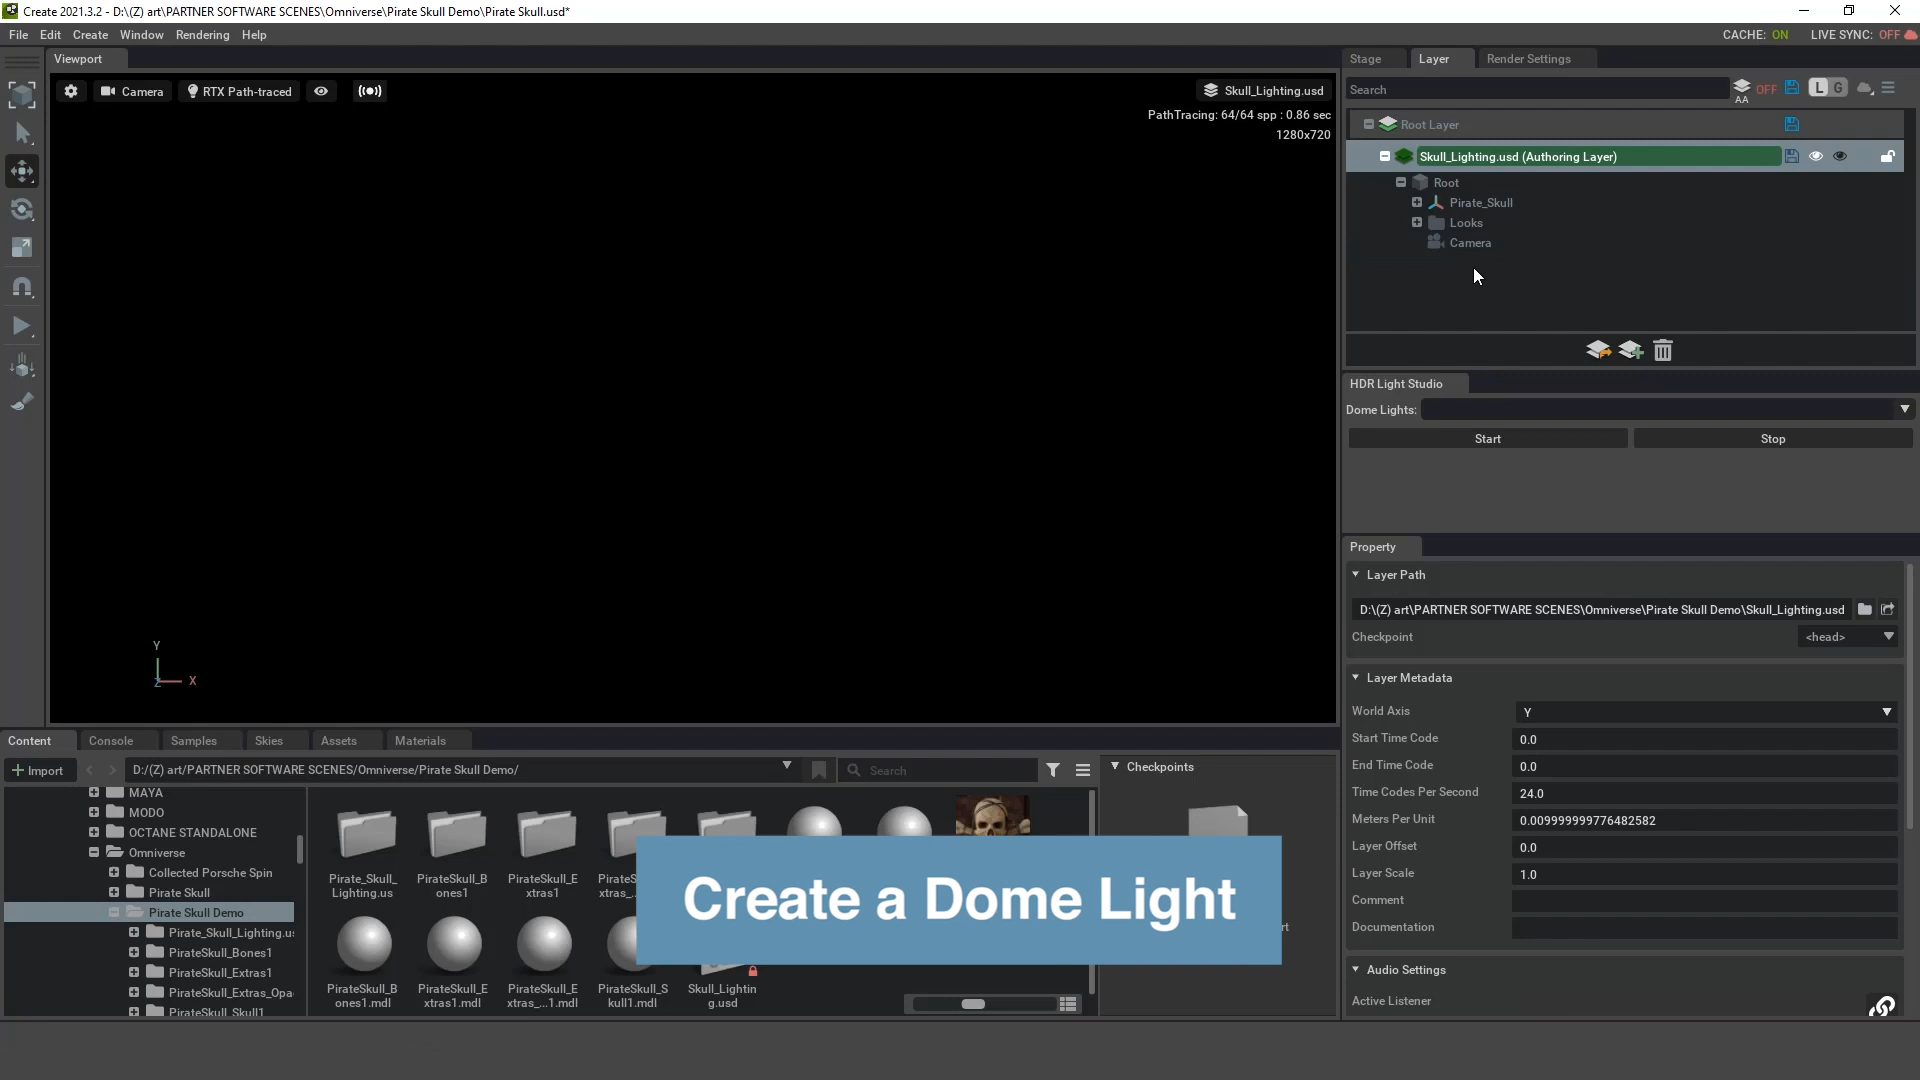 Create 2021.3.2 - D:\(Z) art\PARTNER SOFTWARE SCENES\Omniverse\Pirate Skull Demo\Pirate Skull.usd*
File Edit Create Window Rendering Help
CACHE: ON LIVE SYNC: OFF
Viewport
Stage Layer Render Settings
Camera
RTX Path-traced
Skull_Lighting.usd
PathTracing: 64/64 spp : 0.86 sec
1280x720
Search
AA
OFF
L G
Root Layer
Skull_Lighting.usd (Authoring Layer)
Root
Pirate_Skull
Looks
Camera
HDR Light Studio
Dome Lights:
Start Stop
Property
Layer Path
D:\(Z) art\PARTNER SOFTWARE SCENES\Omniverse\Pirate Skull Demo\Skull_Lighting.usd
Checkpoint <head>
Layer Metadata
World Axis Y
Start Time Code 0.0
End Time Code 0.0
Time Codes Per Second 24.0
Meters Per Unit 0.009999999776482582
Layer Offset 0.0
Layer Scale 1.0
Comment
Documentation
Audio Settings
Active Listener
Y
Z X
Content Console Samples Skies Assets Materials
+ Import
D:/(Z) art/PARTNER SOFTWARE SCENES/Omniverse/Pirate Skull Demo/
Search
Checkpoints
MAYA
MODO
OCTANE STANDALONE
Omniverse
Collected Porsche Spin
Pirate Skull
Pirate Skull Demo
Pirate_Skull_Lighting.u
PirateSkull_Bones1
PirateSkull_Extras1
PirateSkull_Extras_Opa
PirateSkull_Skull1
Pirate_Skull_
Lighting.us
PirateSkull_B
ones1
PirateSkull_E
xtras1
PirateS
xtras_..
PirateSkull_B
ones1.mdl
PirateSkull_E
xtras1.mdl
PirateSkull_E
xtras_...1.mdl
PirateSkull_S
kull1.mdl
Skull_Lightin
g.usd
Create a Dome Light